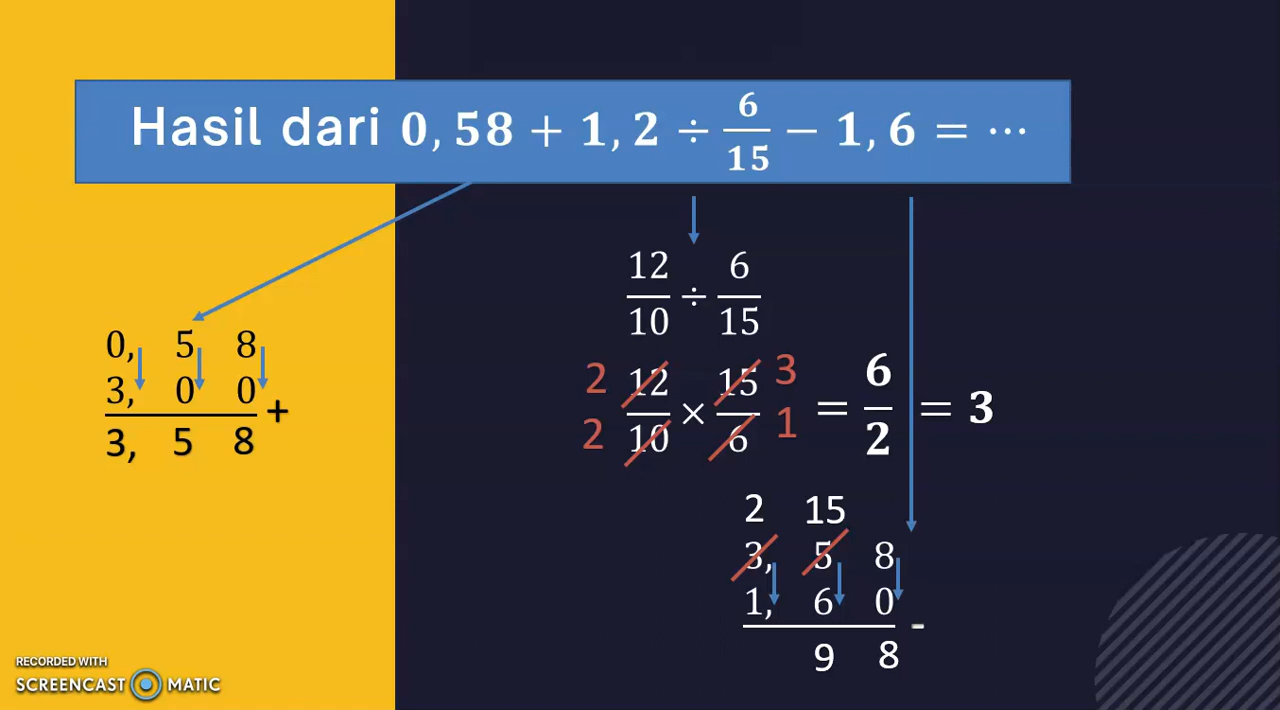 Hasil dari 0,58 + 1,2 ÷ 6/15 − 1,6 = ⋯
0, 5 8
3, 0 0
+
3, 5 8
12/10 ÷ 6/15
2 12 15 3
2 10 × 6 1 = 6/2 = 3
2 15
3, 5 8
1, 6 0
-
9 8
RECORDED WITH
SCREENCAST MATIC